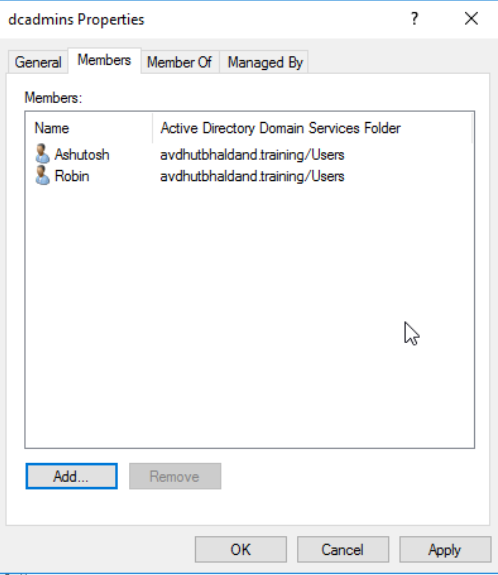 dcadmins Properties ? ×
General Members Member Of Managed By
Members:
Name Active Directory Domain Services Folder
Ashutosh avdhutbhaldand.training/Users
Robin avdhutbhaldand.training/Users
Add... Remove
OK Cancel Apply